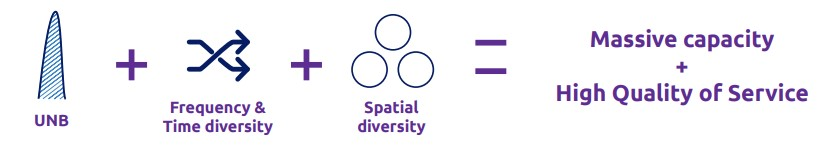 UNB
+
Frequency &
Time diversity
+
Spatial
diversity
=
Massive capacity
+
High Quality of Service